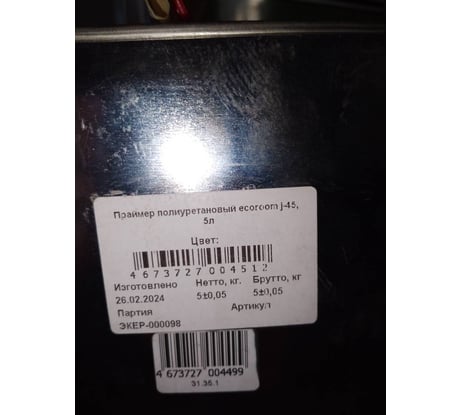 Праймер полиуретановый ecoroom j-45,
5л
Цвет:
4 673727 004512
Изготовлено Нетто, кг. Брутто, кг
26.02.2024 5±0,05 5±0,05
Партия Артикул
ЭКЕР-000098
4 673727 004499
31.35.1